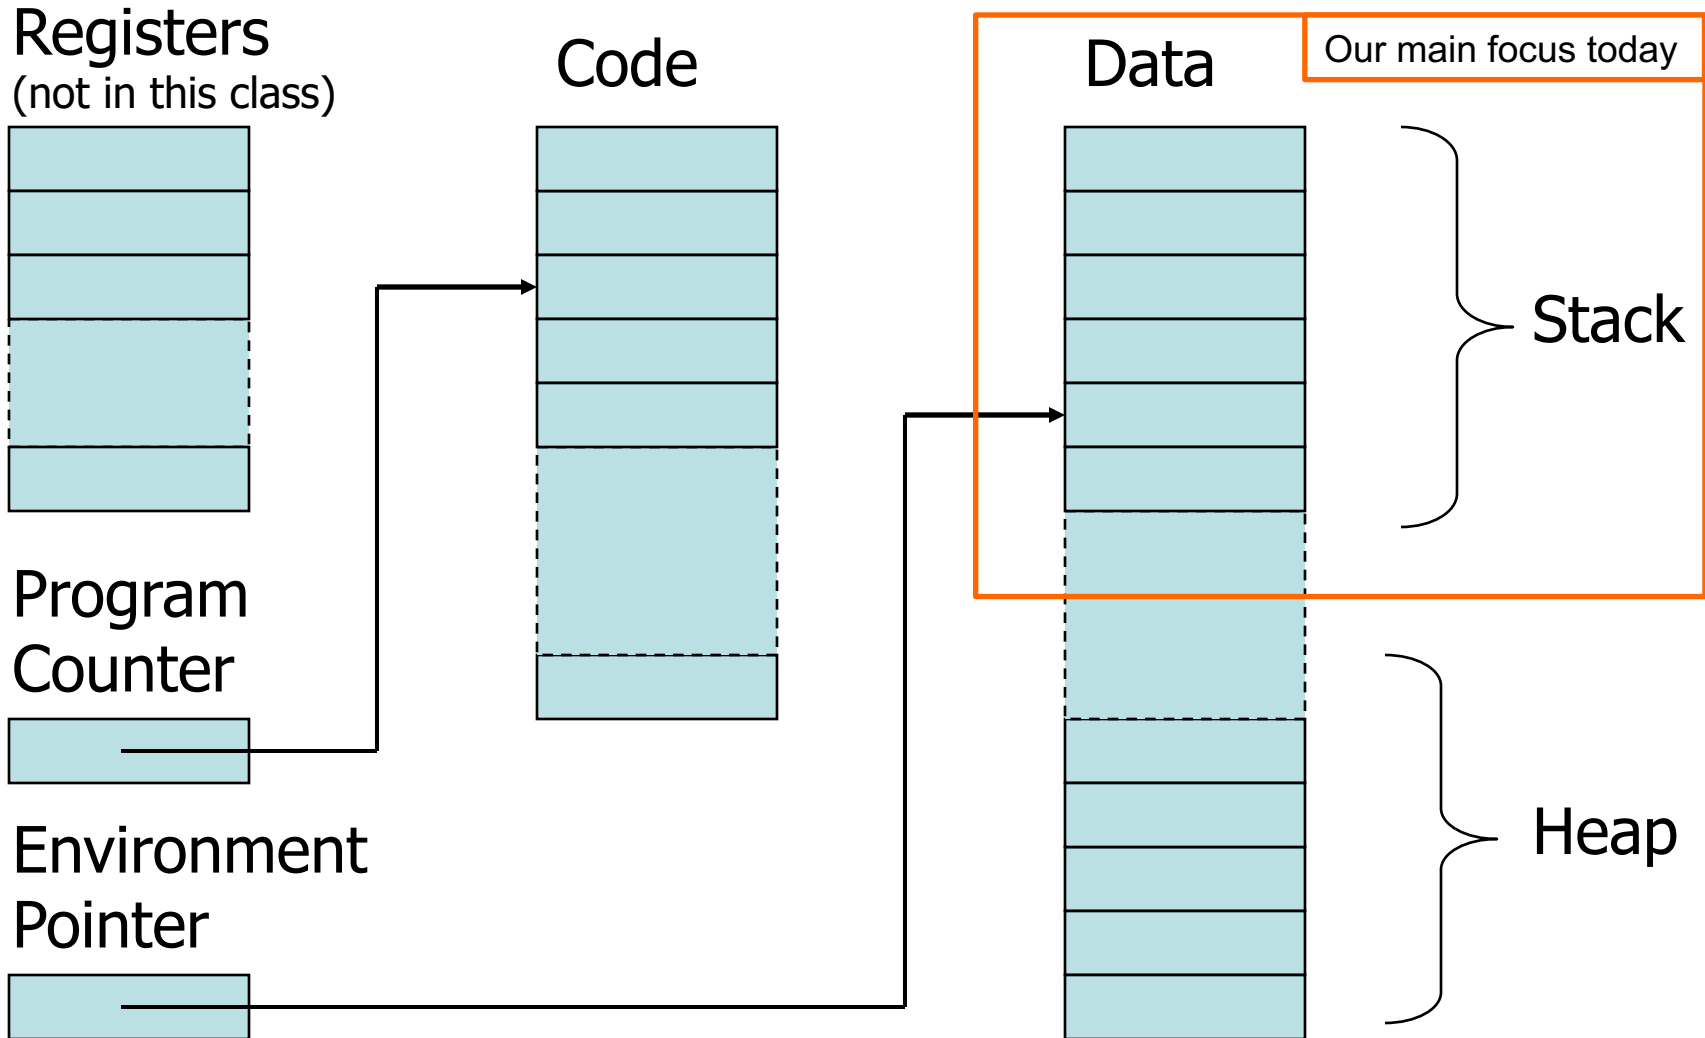 Registers
(not in this class)
Code
Data
Our main focus today
Stack
Program
Counter
Environment
Pointer
Heap